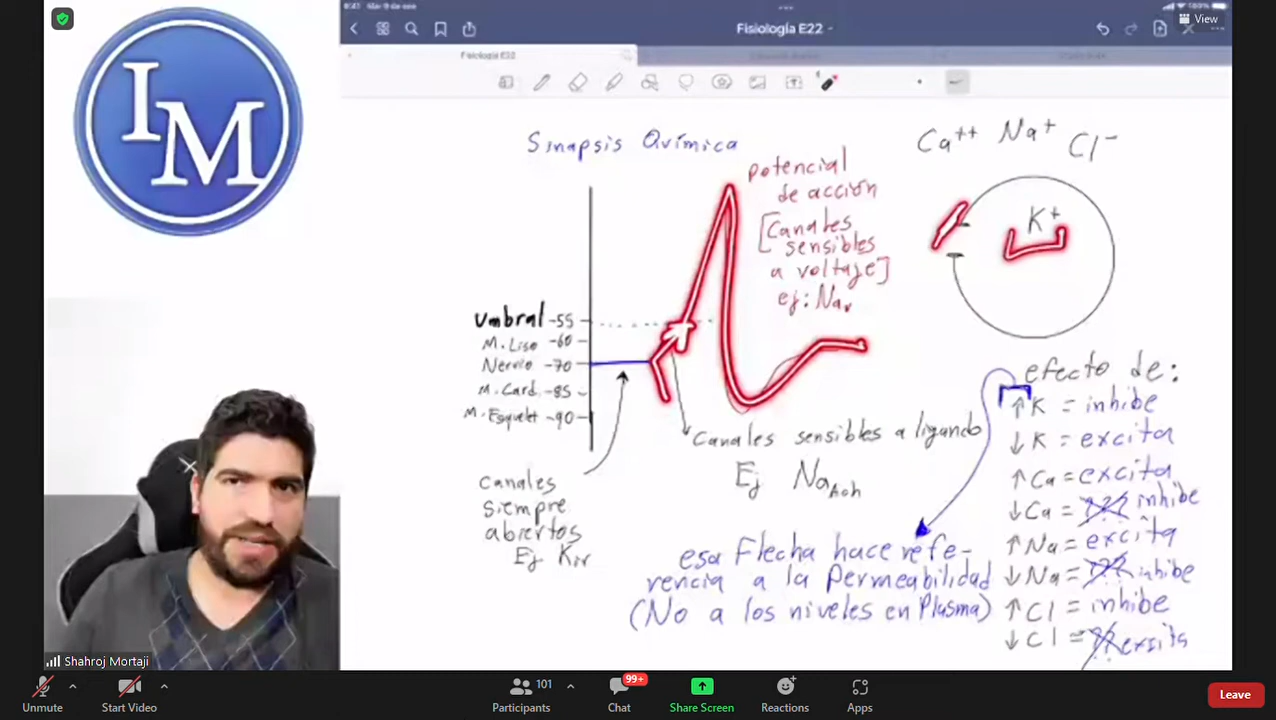 IM
View
Fisiología E22
Fisiología E22
Sinapsis Química
Ca++ Na+ Cl-
potencial
de acción
[Canales
sensibles
a voltaje]
ej: Nav
K+
Umbral -55
M. Liso -60
Nervio -70
M. Card. -85
M. Esquelet -90
Canales sensibles a ligando
Ej NaAch
Canales
siempre
abiertos
Ej Kir
esa Flecha hace refe-
rencia a la Permeabilidad
(No a los niveles en Plasma)
efecto de:
↑K = inhibe
↓K = excita
↑Ca = excita
↓Ca = ??? inhibe
↑Na = excita
↓Na = ??? inhibe
↑Cl = inhibe
↓Cl = ?? excita
Shahroj Mortaji
Unmute
Start Video
101
Participants
99+
Chat
Share Screen
Reactions
Apps
Leave